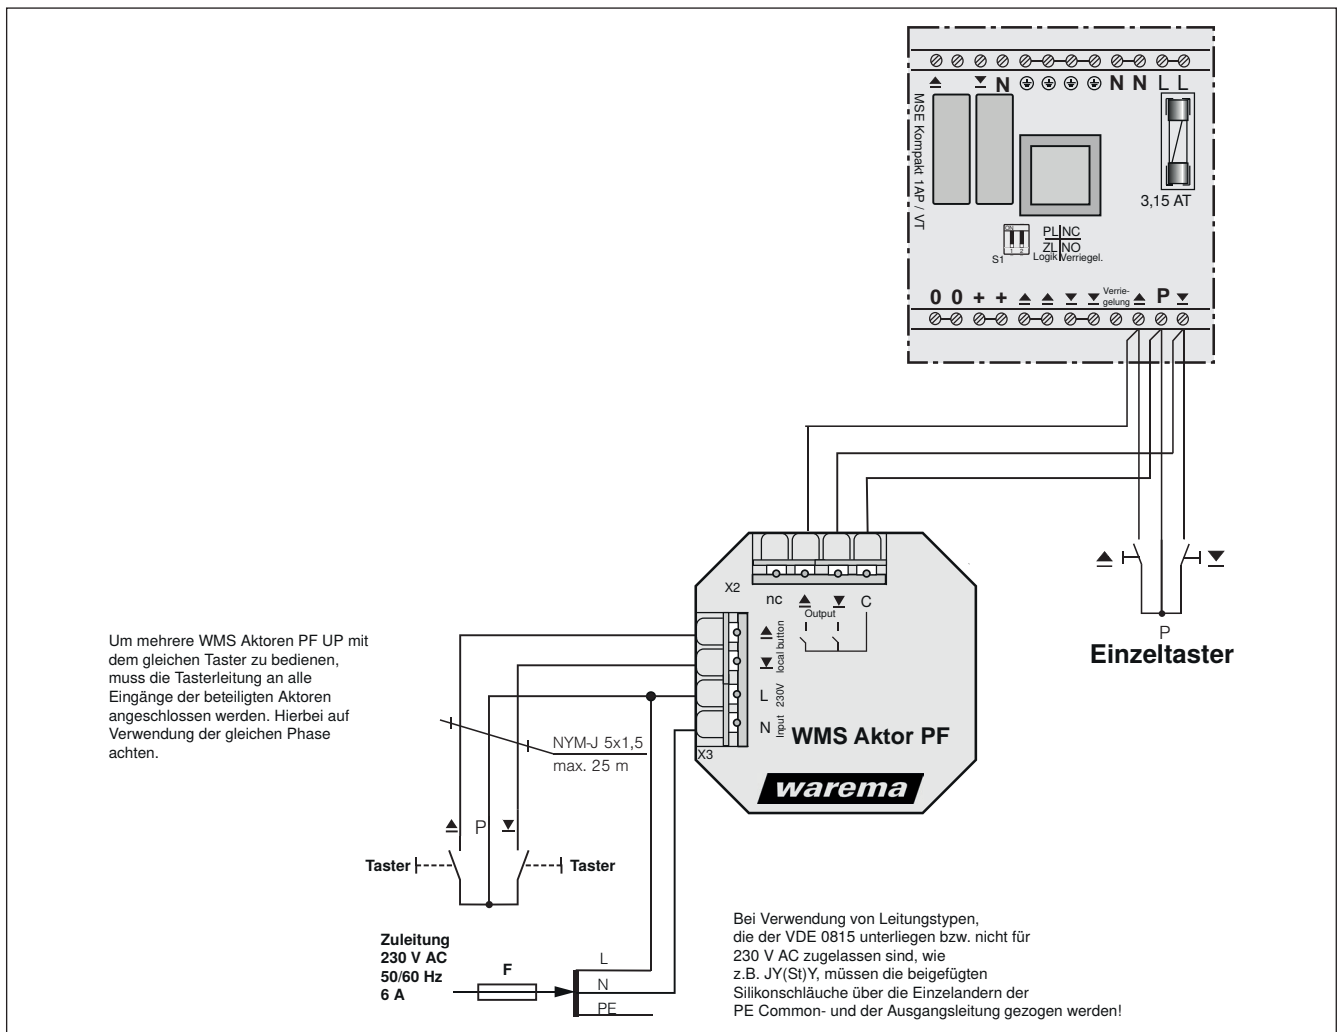 N N N L L
MSE Kompakt 1AP / VT
3,15 AT
ON
1 2
S1
PL NC
ZL NO
Logik Verriegel.
0 0 + +
Verrie-
gelung
P
P
Einzeltaster
X2
nc
C
Output
local button
L
230V
N
Input
X3
WMS Aktor PF
warema
Um mehrere WMS Aktoren PF UP mit
dem gleichen Taster zu bedienen,
muss die Tasterleitung an alle
Eingänge der beteiligten Aktoren
angeschlossen werden. Hierbei auf
Verwendung der gleichen Phase
achten.
NYM-J 5x1,5
max. 25 m
P
Taster
Taster
Zuleitung
230 V AC
50/60 Hz
6 A
F
L
N
PE
Bei Verwendung von Leitungstypen,
die der VDE 0815 unterliegen bzw. nicht für
230 V AC zugelassen sind, wie
z.B. JY(St)Y, müssen die beigefügten
Silikonschläuche über die Einzelandern der
PE Common- und der Ausgangsleitung gezogen werden!